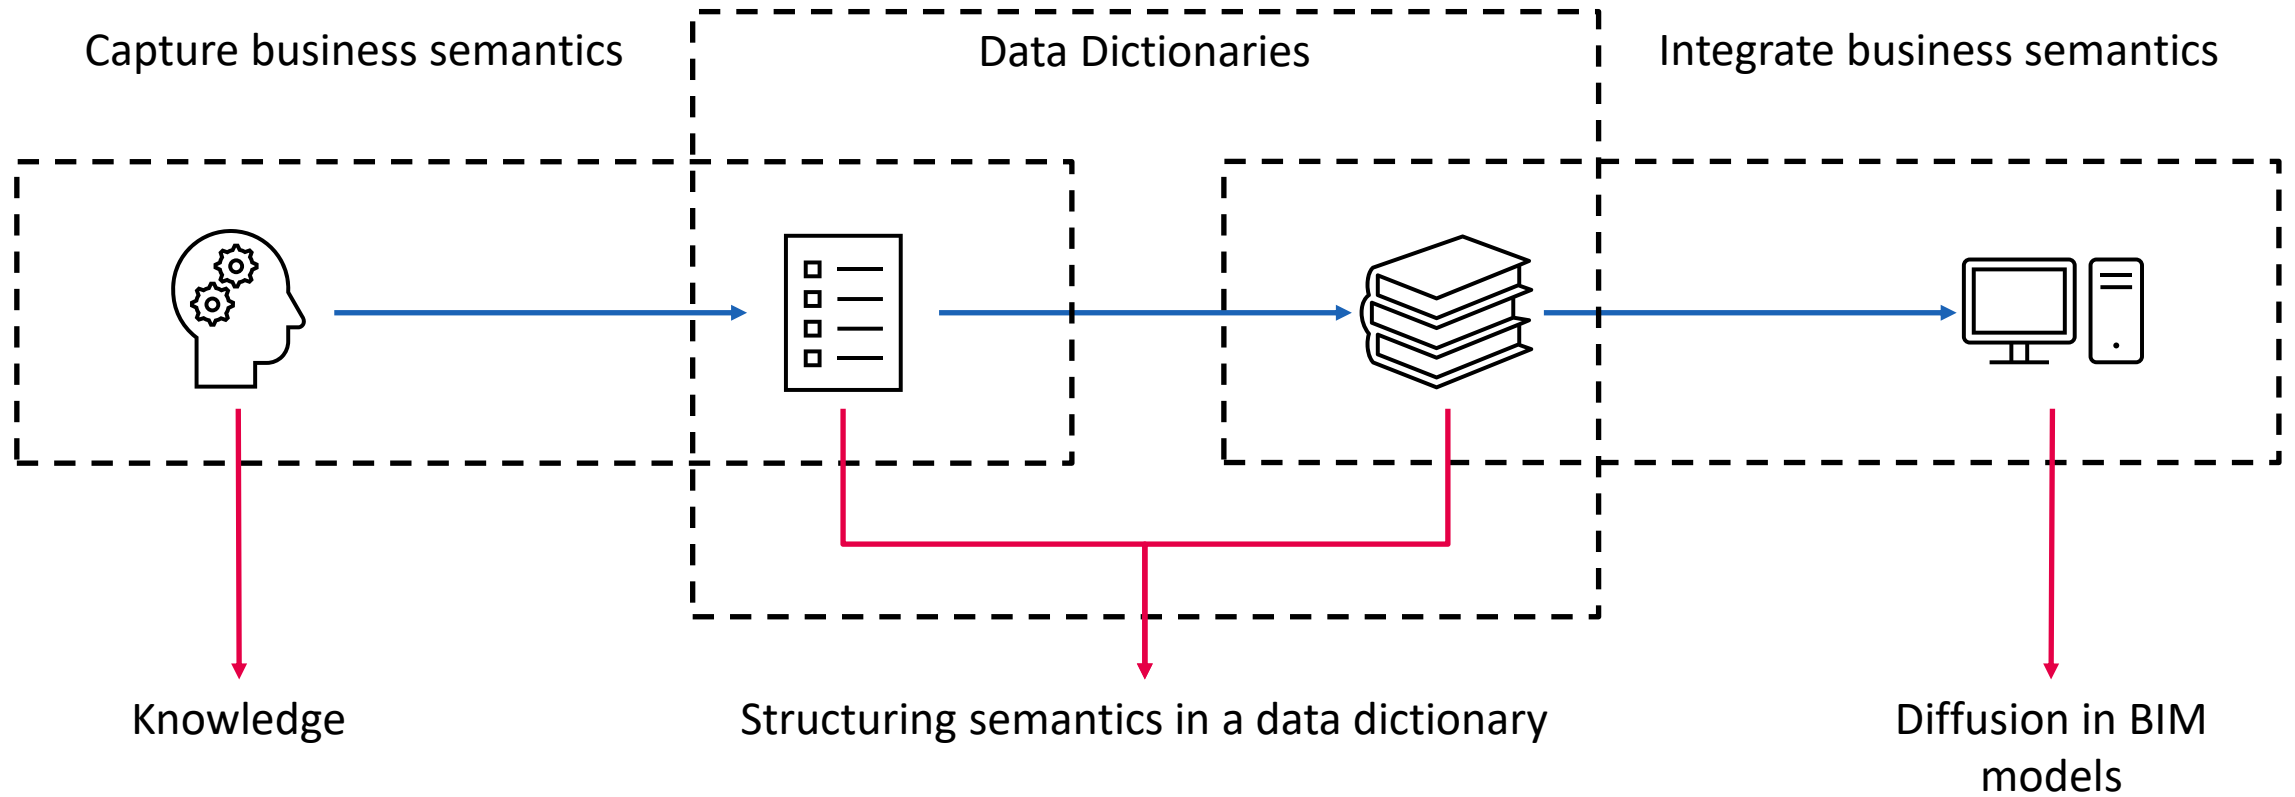 Capture business semantics
Data Dictionaries
Integrate business semantics
Knowledge
Structuring semantics in a data dictionary
Diffusion in BIM
models